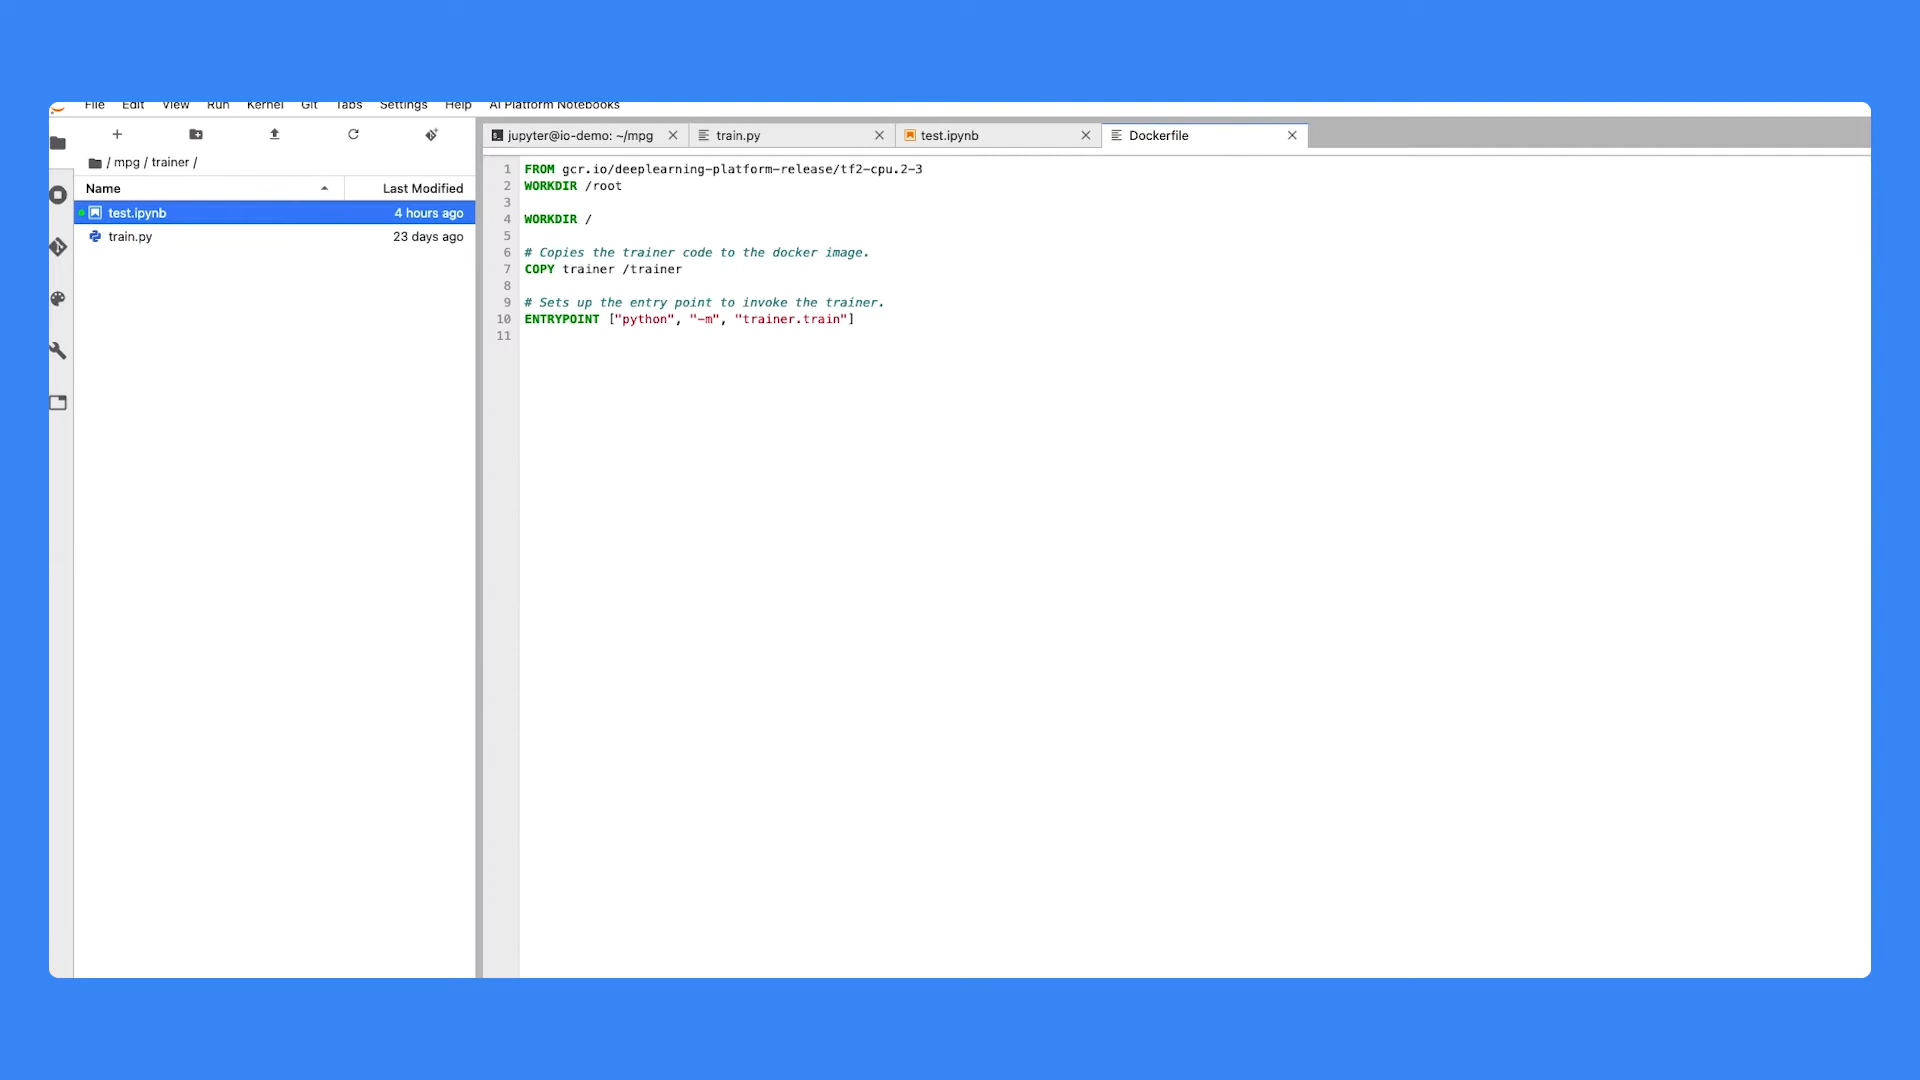 File Edit View Run Kernel Git Tabs Settings Help AI Platform Notebooks
jupyter@io-demo: ~/mpg train.py test.ipynb Dockerfile
/ mpg / trainer /
Name Last Modified
test.ipynb 4 hours ago
train.py 23 days ago
1 FROM gcr.io/deeplearning-platform-release/tf2-cpu.2-3
2 WORKDIR /root
3
4 WORKDIR /
5
6 # Copies the trainer code to the docker image.
7 COPY trainer /trainer
8
9 # Sets up the entry point to invoke the trainer.
10 ENTRYPOINT ["python", "-m", "trainer.train"]
11